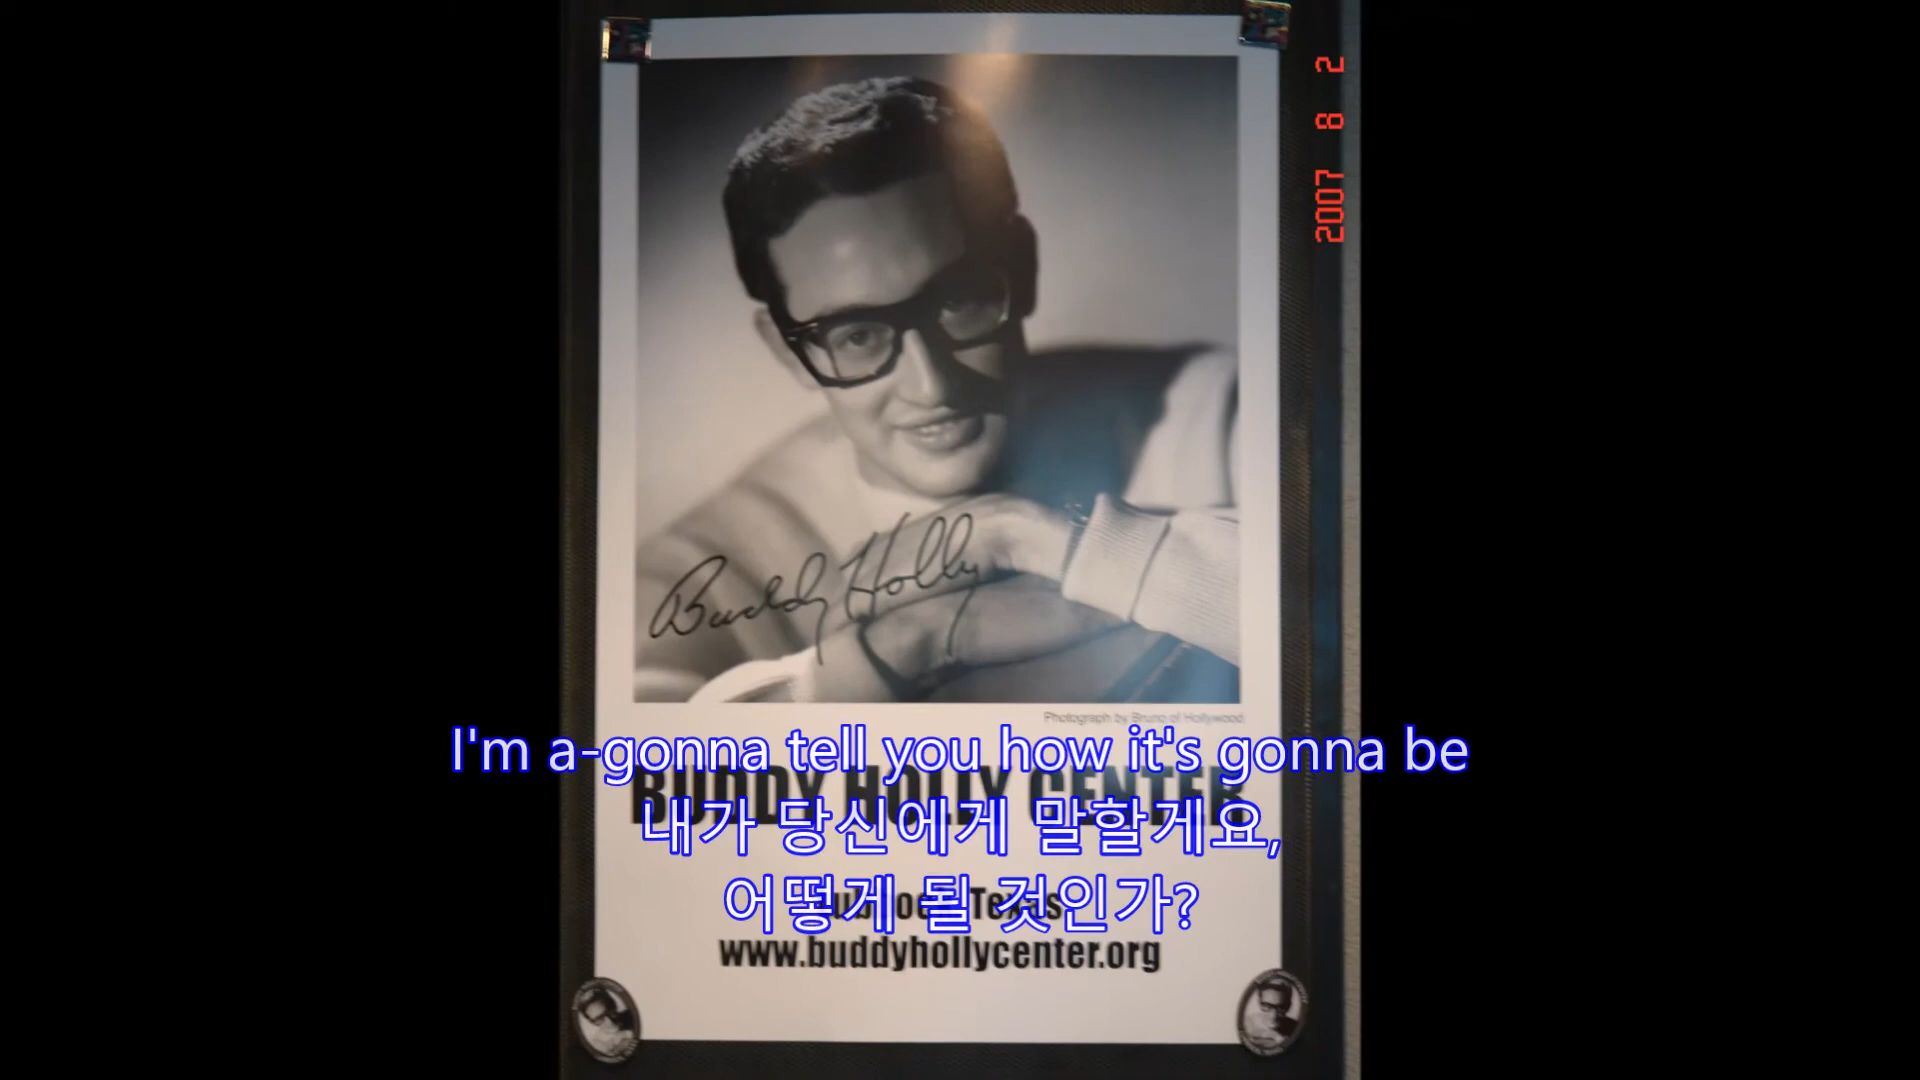 2007 8 2
Buddy Holly
Photograph by Bruno of Hollywood
I'm a-gonna tell you how it's gonna be
BUDDY HOLLY CENTER
내가 당신에게 말할게요,
어떻게 될 것인가?
Lubbock, Texas
www.buddyhollycenter.org